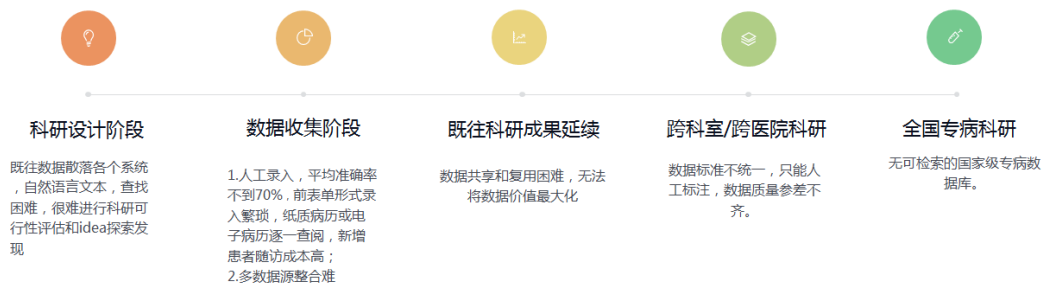 科研设计阶段
既往数据散落各个系统
，自然语言文本，查找
困难，很难进行科研可
行性评估和idea探索发
现
数据收集阶段
1.人工录入，平均准确率
不到70%，前表单形式录
入繁琐，纸质病历或电
子病历逐一查阅，新增
患者随访成本高；
2.多数据源整合难
既往科研成果延续
数据共享和复用困难，无法
将数据价值最大化
跨科室/跨医院科研
数据标准不统一，只能人
工标注，数据质量参差不
齐。
全国专病科研
无可检索的国家级专病数
据库。